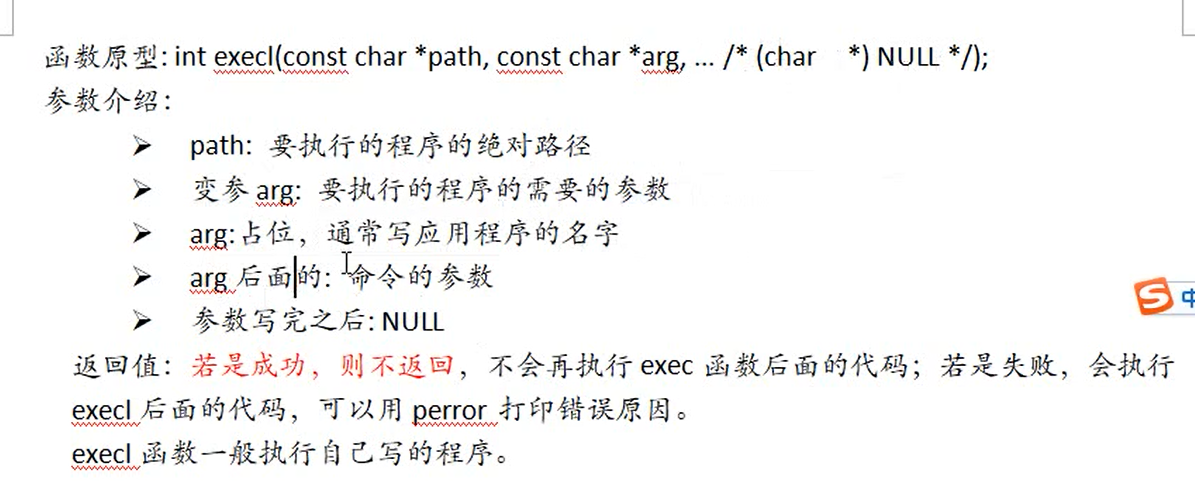 函数原型: int execl(const char *path, const char *arg, ... /* (char *) NULL */);
参数介绍：
➢ path: 要执行的程序的绝对路径
➢ 变参 arg: 要执行的程序的需要的参数
➢ arg:占位，通常写应用程序的名字
➢ arg 后面的: 命令的参数
➢ 参数写完之后: NULL
返回值：若是成功，则不返回，不会再执行 exec 函数后面的代码；若是失败，会执行
execl 后面的代码，可以用 perror 打印错误原因。
execl 函数一般执行自己写的程序。
S